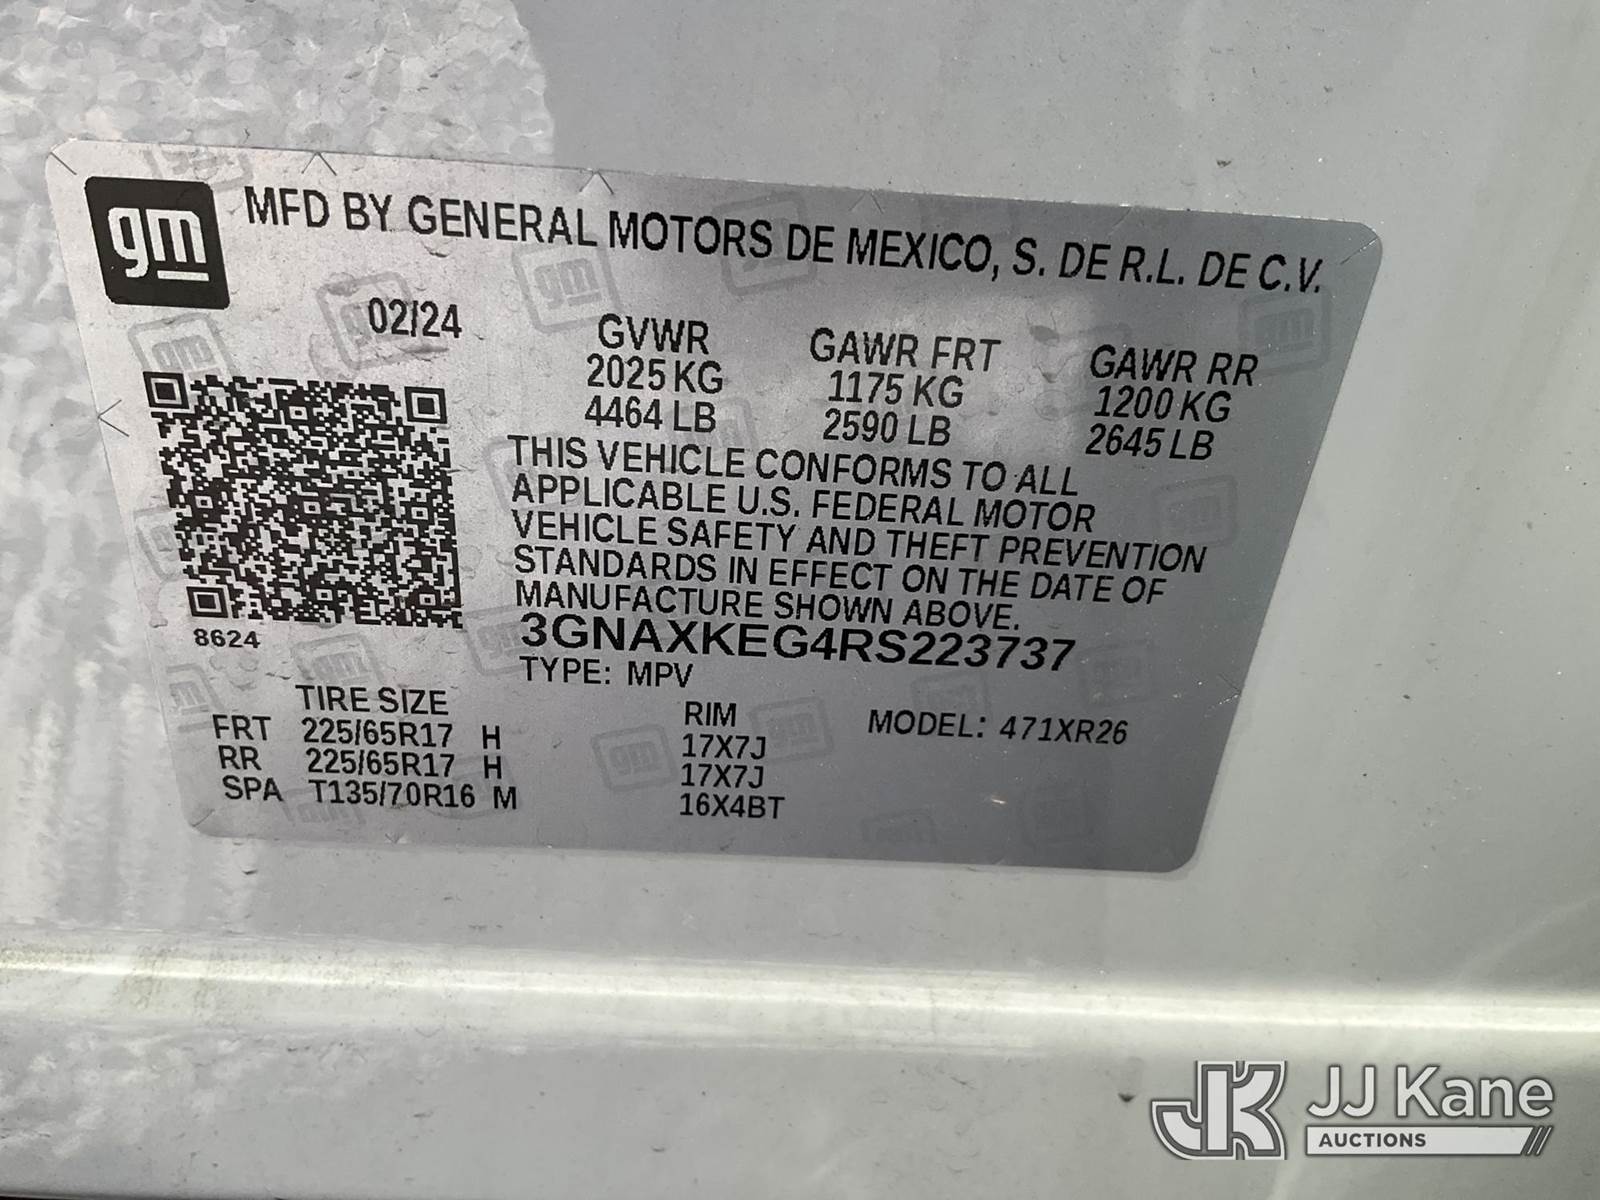 gm
MFD BY GENERAL MOTORS DE MEXICO, S. DE R.L. DE C.V.
02/24
GVWR GAWR FRT GAWR RR
2025 KG 1175 KG 1200 KG
4464 LB 2590 LB 2645 LB
THIS VEHICLE CONFORMS TO ALL
APPLICABLE U.S. FEDERAL MOTOR
VEHICLE SAFETY AND THEFT PREVENTION
STANDARDS IN EFFECT ON THE DATE OF
MANUFACTURE SHOWN ABOVE.
8624
3GNAXKEG4RS223737
TYPE: MPV
TIRE SIZE RIM MODEL: 471XR26
FRT 225/65R17 H 17X7J
RR 225/65R17 H 17X7J
SPA T135/70R16 M 16X4BT
JK JJ Kane
AUCTIONS